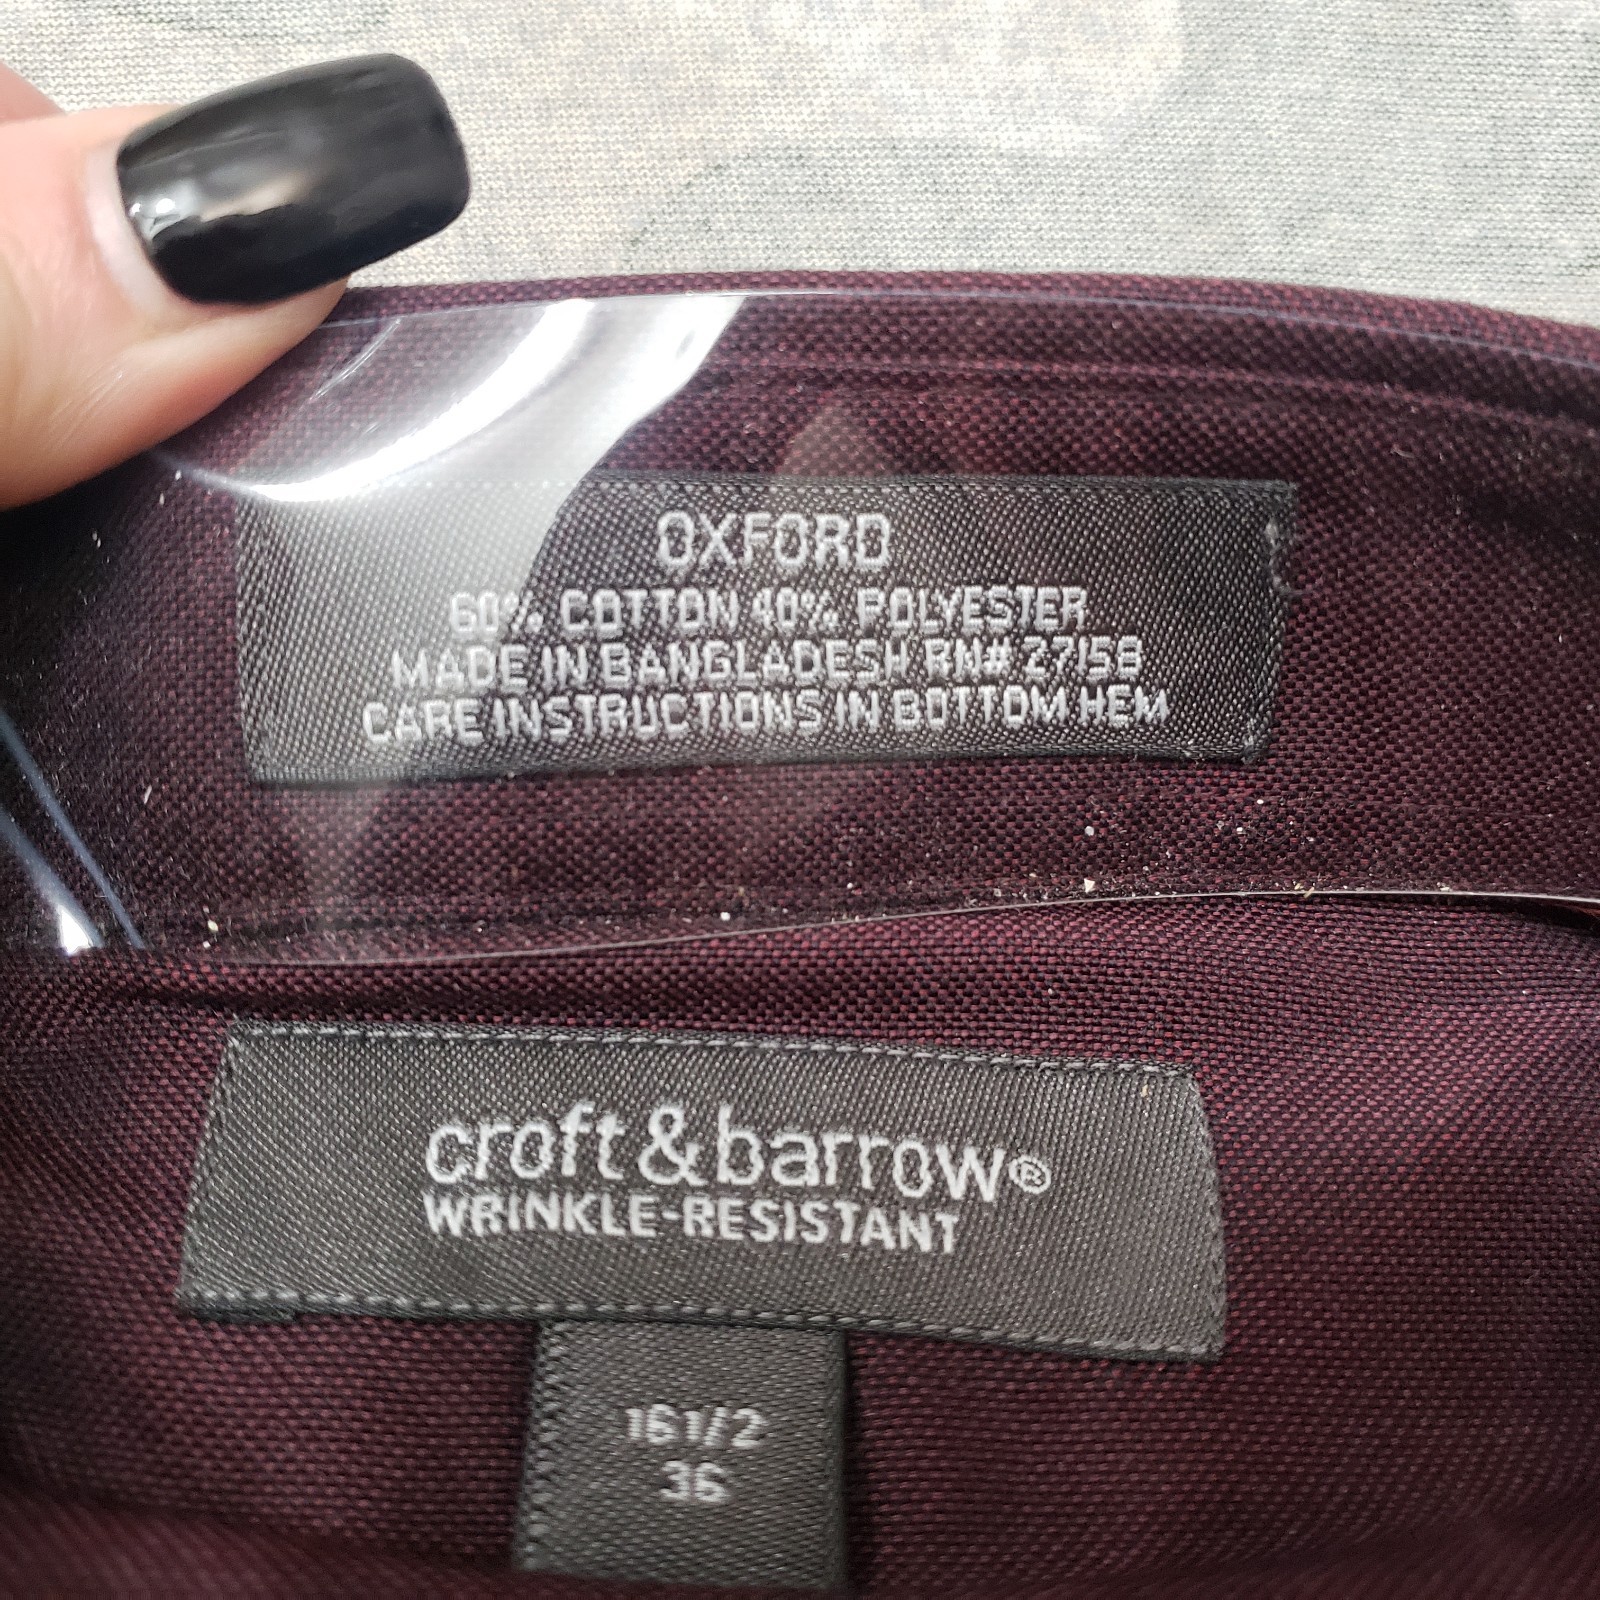 OXFORD
60% COTTON 40% POLYESTER
MADE IN BANGLADESH RN# 27158
CARE INSTRUCTIONS IN BOTTOM HEM
croft&barrow®
WRINKLE-RESISTANT
16 1/2
36